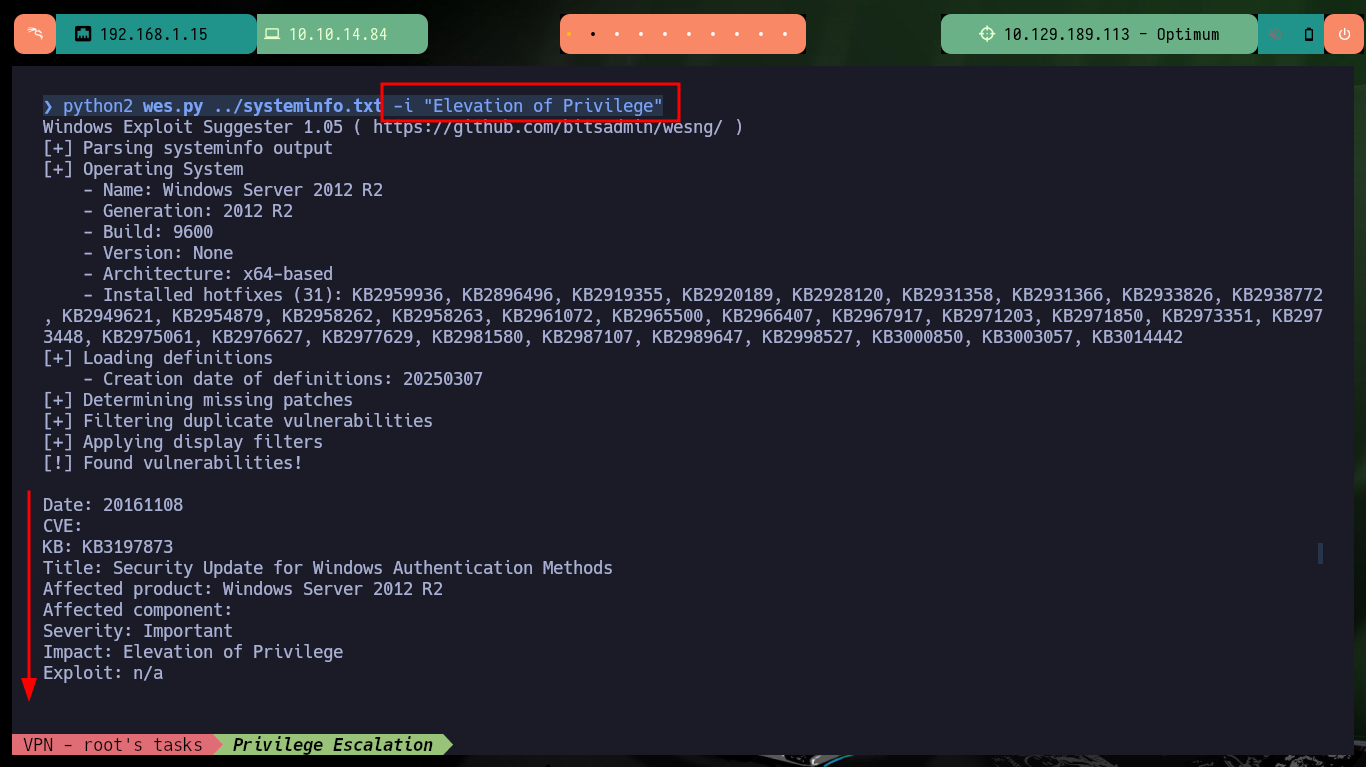 192.168.1.15
10.10.14.84
10.129.189.113 - Optimum
❯ python2 wes.py ../systeminfo.txt -i "Elevation of Privilege"
Windows Exploit Suggester 1.05 ( https://github.com/bitsadmin/wesng/ )
[+] Parsing systeminfo output
[+] Operating System
    - Name: Windows Server 2012 R2
    - Generation: 2012 R2
    - Build: 9600
    - Version: None
    - Architecture: x64-based
    - Installed hotfixes (31): KB2959936, KB2896496, KB2919355, KB2920189, KB2928120, KB2931358, KB2931366, KB2933826, KB2938772
, KB2949621, KB2954879, KB2958262, KB2958263, KB2961072, KB2965500, KB2966407, KB2967917, KB2971203, KB2971850, KB2973351, KB297
3448, KB2975061, KB2976627, KB2977629, KB2981580, KB2987107, KB2989647, KB2998527, KB3000850, KB3003057, KB3014442
[+] Loading definitions
    - Creation date of definitions: 20250307
[+] Determining missing patches
[+] Filtering duplicate vulnerabilities
[+] Applying display filters
[!] Found vulnerabilities!
Date: 20161108
CVE:
KB: KB3197873
Title: Security Update for Windows Authentication Methods
Affected product: Windows Server 2012 R2
Affected component:
Severity: Important
Impact: Elevation of Privilege
Exploit: n/a
VPN - root's tasks
Privilege Escalation